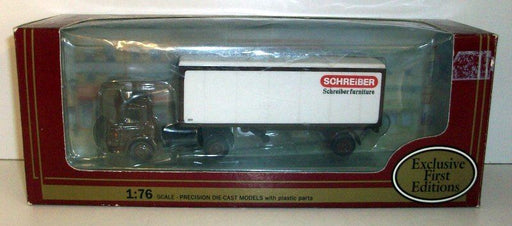 SCHREIBER
Schreiber furniture
Exclusive
First
Editions
1:76 SCALE - PRECISION DIE-CAST MODELS with plastic parts